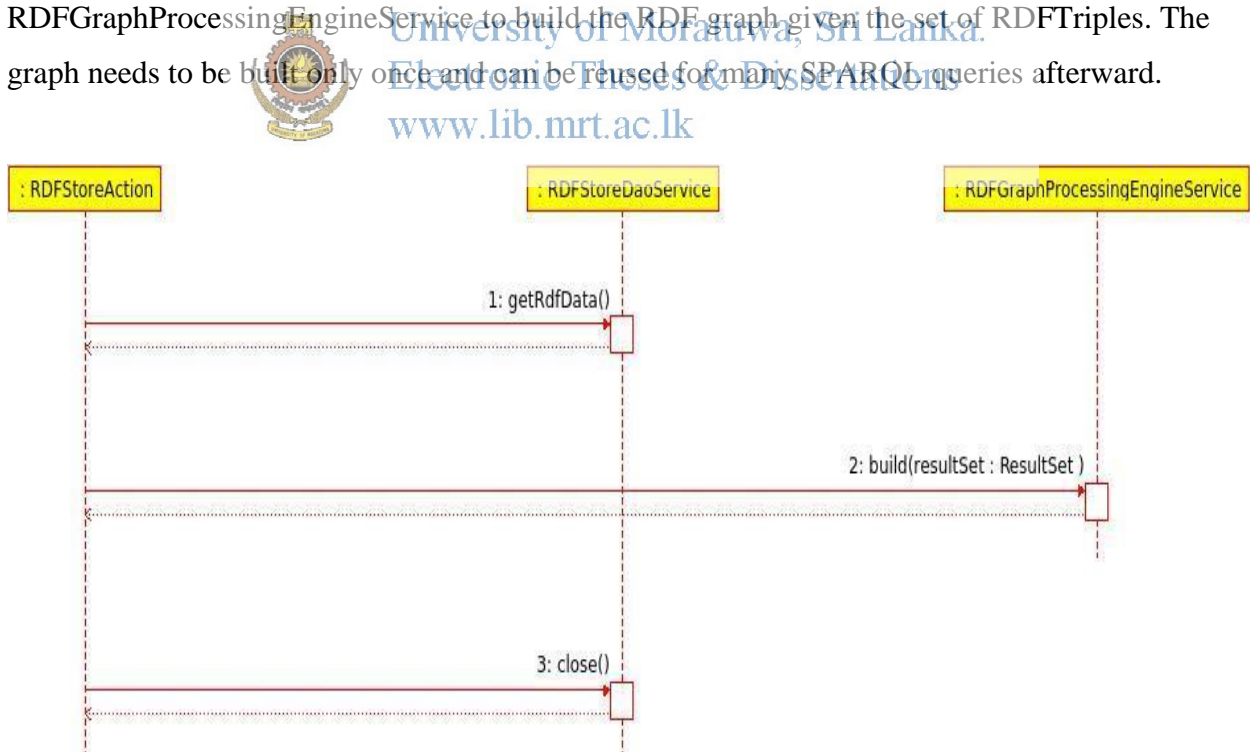 RDFGraphProcessingEngineService to build the RDF graph given the set of RDFTriples. The
University of Moratuwa, Sri Lanka.
graph needs to be built only once and can be reused for many SPARQL queries afterward.
Electronic Theses & Dissertations
www.lib.mrt.ac.lk
: RDFStoreAction
: RDFStoreDaoService
: RDFGraphProcessingEngineService
1: getRdfData()
2: build(resultSet : ResultSet )
3: close()